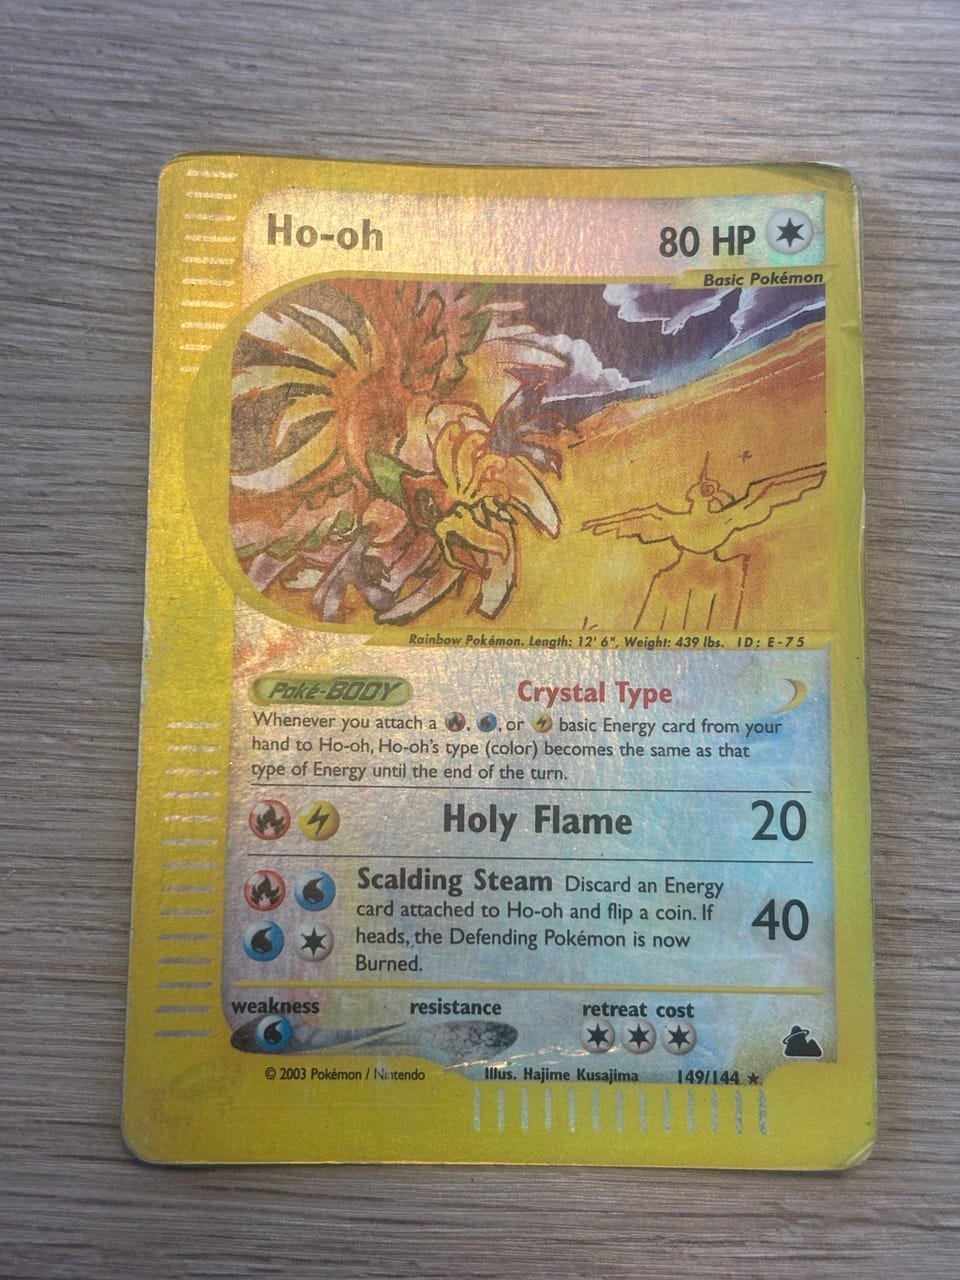 Ho-oh
80 HP
Basic Pokémon
Rainbow Pokémon. Length: 12' 6", Weight: 439 lbs. ID: E-75
Poké-BODY Crystal Type
Whenever you attach a , , or basic Energy card from your
hand to Ho-oh, Ho-oh's type (color) becomes the same as that
type of Energy until the end of the turn.
Holy Flame 20
Scalding Steam Discard an Energy
card attached to Ho-oh and flip a coin. If
heads, the Defending Pokémon is now
Burned.
40
weakness resistance retreat cost
© 2003 Pokémon / Nintendo Illus. Hajime Kusajima 149/144 ★